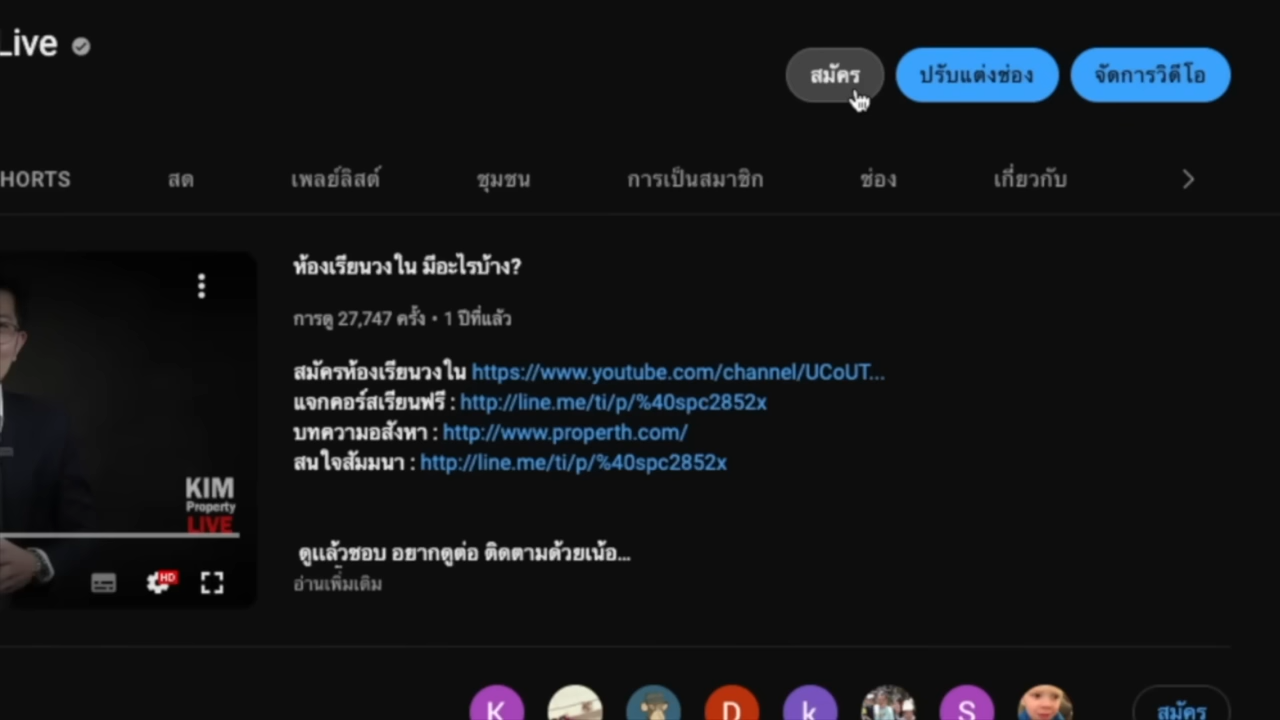 Live
สมัคร
ปรับแต่งช่อง
จัดการวิดีโอ
HORTS
สด
เพลย์ลิสต์
ชุมชน
การเป็นสมาชิก
ช่อง
เกี่ยวกับ
ห้องเรียนวงใน มีอะไรบ้าง?
การดู 27,747 ครั้ง • 1 ปีที่แล้ว
สมัครห้องเรียนวงใน https://www.youtube.com/channel/UCoUT...
แจกคอร์สเรียนฟรี : http://line.me/ti/p/%40spc2852x
บทความอสังหา : http://www.properth.com/
สนใจสัมมนา : http://line.me/ti/p/%40spc2852x
KIM
Property
LIVE
ดูแล้วชอบ อยากดูต่อ ติดตามด้วยเน้อ...
อ่านเพิ่มเติม
HD
K
D
k
S
สมัคร